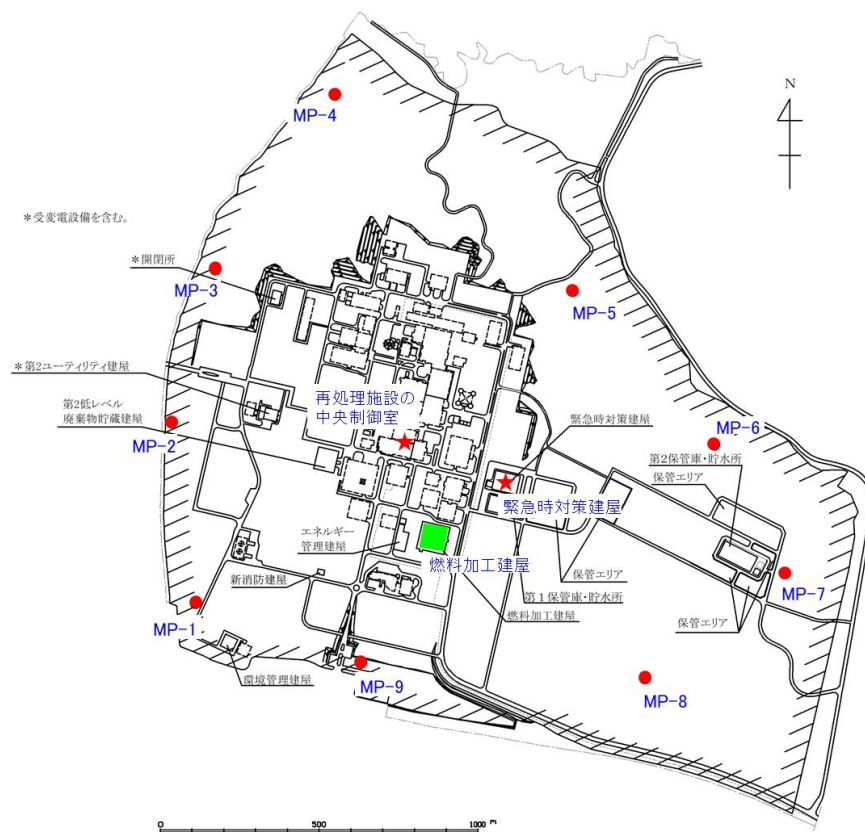 MP-4
N
*受変電設備を含む。
*開閉所
MP-3
MP-5
*第2ユーティリティ建屋
第2低レベル
廃棄物貯蔵建屋
再処理施設の
中央制御室
緊急時対策建屋
MP-6
MP-2
第2保管庫・貯水所
保管エリア
緊急時対策建屋
エネルギー
管理建屋
燃料加工建屋
新消防建屋
保管エリア
MP-7
第1保管庫・貯水所
MP-1
燃料加工建屋
保管エリア
環境管理建屋
MP-9
MP-8
0
500
1000 m